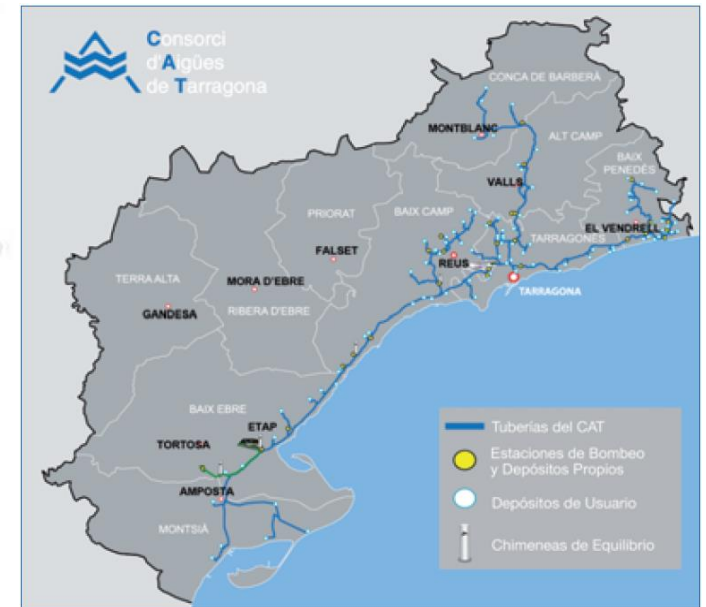 Consorci
d'Aigües
de Tarragona
CONCA DE BARBERÀ
MONTBLANC
ALT CAMP
BAIX
PENEDÈS
VALLS
PRIORAT
BAIX CAMP
EL VENDRELL
TARRAGONÈS
FALSET
REUS
TERRA ALTA
MORA D'EBRE
TARRAGONA
GANDESA
RIBERA D'EBRE
BAIX EBRE
ETAP
TORTOSA
AMPOSTA
MONTSIÀ
Tuberías del CAT
Estaciones de Bombeo
y Depósitos Propios
Depósitos de Usuario
Chimeneas de Equilibrio